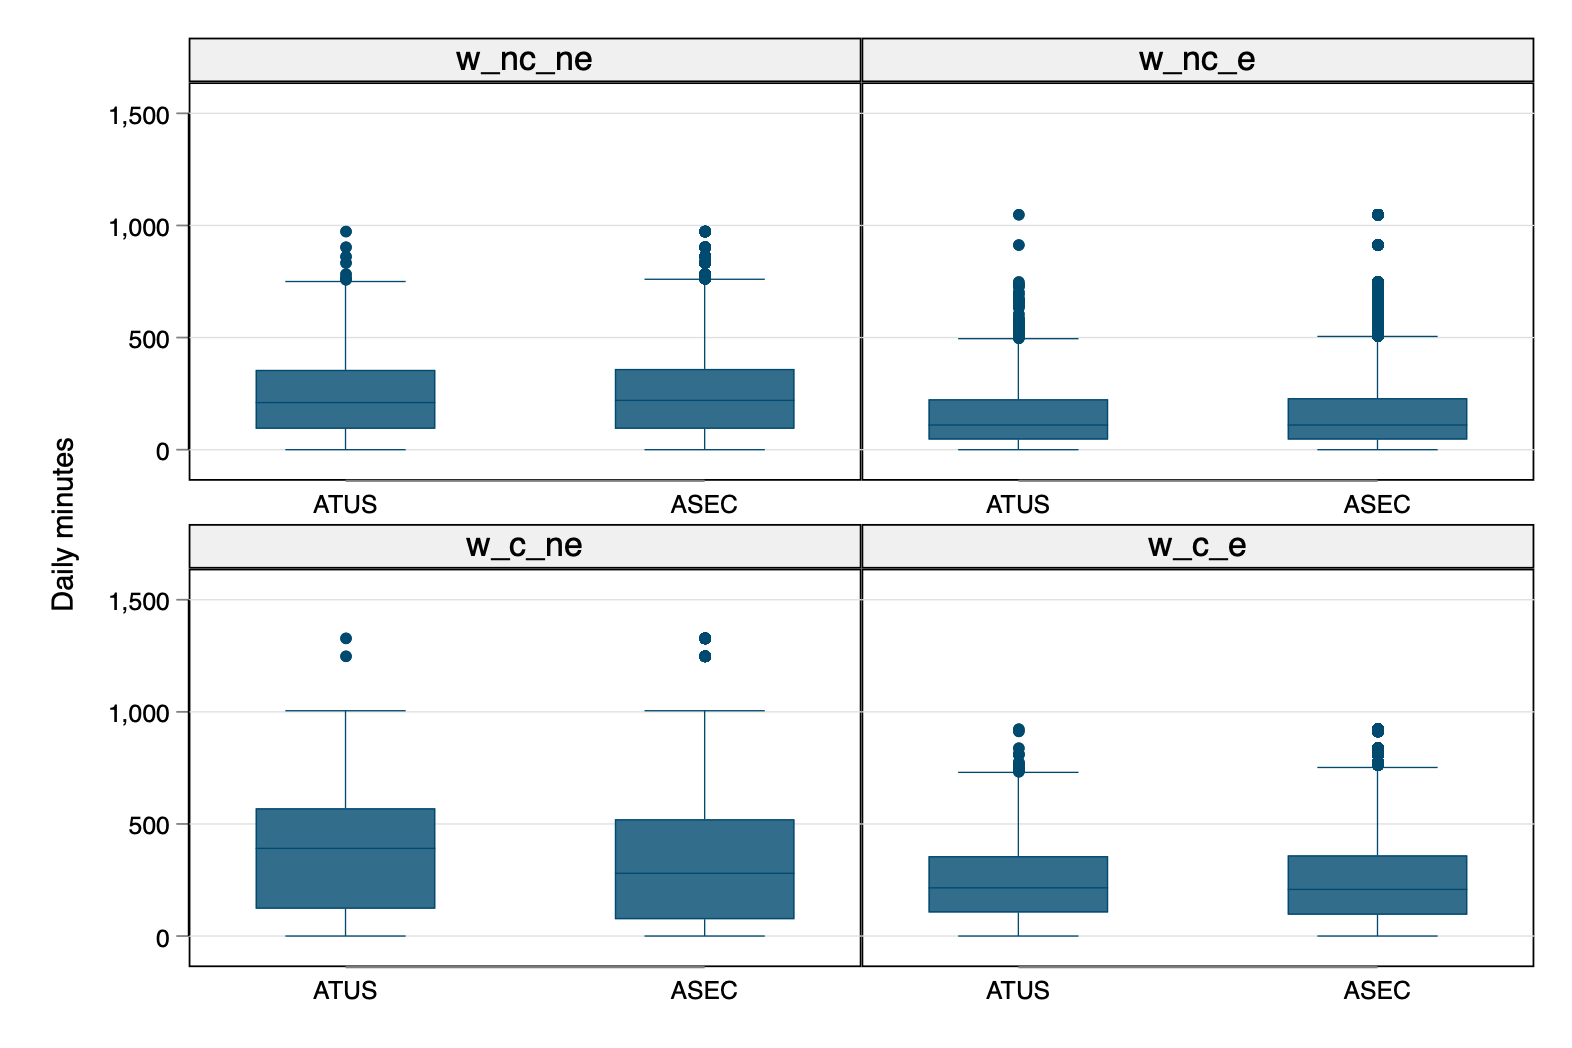 w_nc_ne
w_nc_e
1,500
1,000
500
0
ATUS
ASEC
ATUS
ASEC
Daily minutes
w_c_ne
w_c_e
1,500
1,000
500
0
ATUS
ASEC
ATUS
ASEC